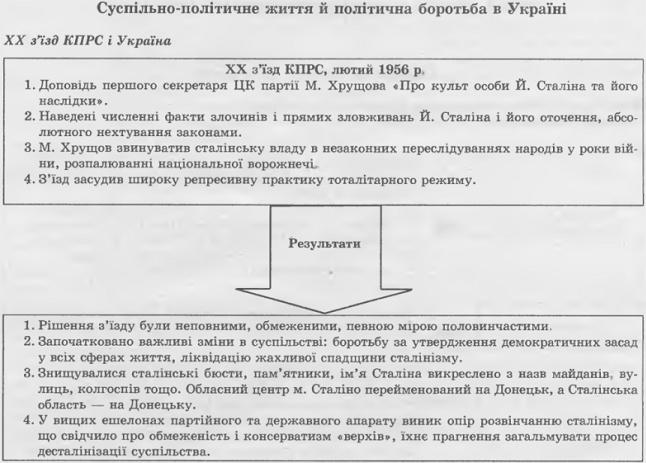 Суспільно-політичне життя й політична боротьба в Україні
XX з'їзд КПРС і Україна
XX з'їзд КПРС, лютий 1956 р.
1. Доповідь першого секретаря ЦК партії М. Хрущова «Про культ особи Й. Сталіна та його
наслідки».
2. Наведені численні факти злочинів і прямих зловживань Й. Сталіна і його оточення, абсо-
лютного нехтування законами.
3. М. Хрущов звинуватив сталінську владу в незаконних переслідуваннях народів у роки вій-
ни, розпалюванні національної ворожнечі.
4. З'їзд засудив широку репресивну практику тоталітарного режиму.
Результати
1. Рішення з'їзду були неповними, обмеженими, певною мірою половинчастими.
2. Започатковано важливі зміни в суспільстві: боротьбу за утвердження демократичних засад
у всіх сферах життя, ліквідацію жахливої спадщини сталінізму.
3. Знищувалися сталінські бюсти, пам'ятники, ім'я Сталіна викреслено з назв майданів, ву-
лиць, колгоспів тощо. Обласний центр м. Сталіно перейменований на Донецьк, а Сталінська
область — на Донецьку.
4. У вищих ешелонах партійного та державного апарату виник опір розвінчанню сталінізму,
що свідчило про обмеженість і консерватизм «верхів», їхнє прагнення загальмувати процес
десталінізації суспільства.